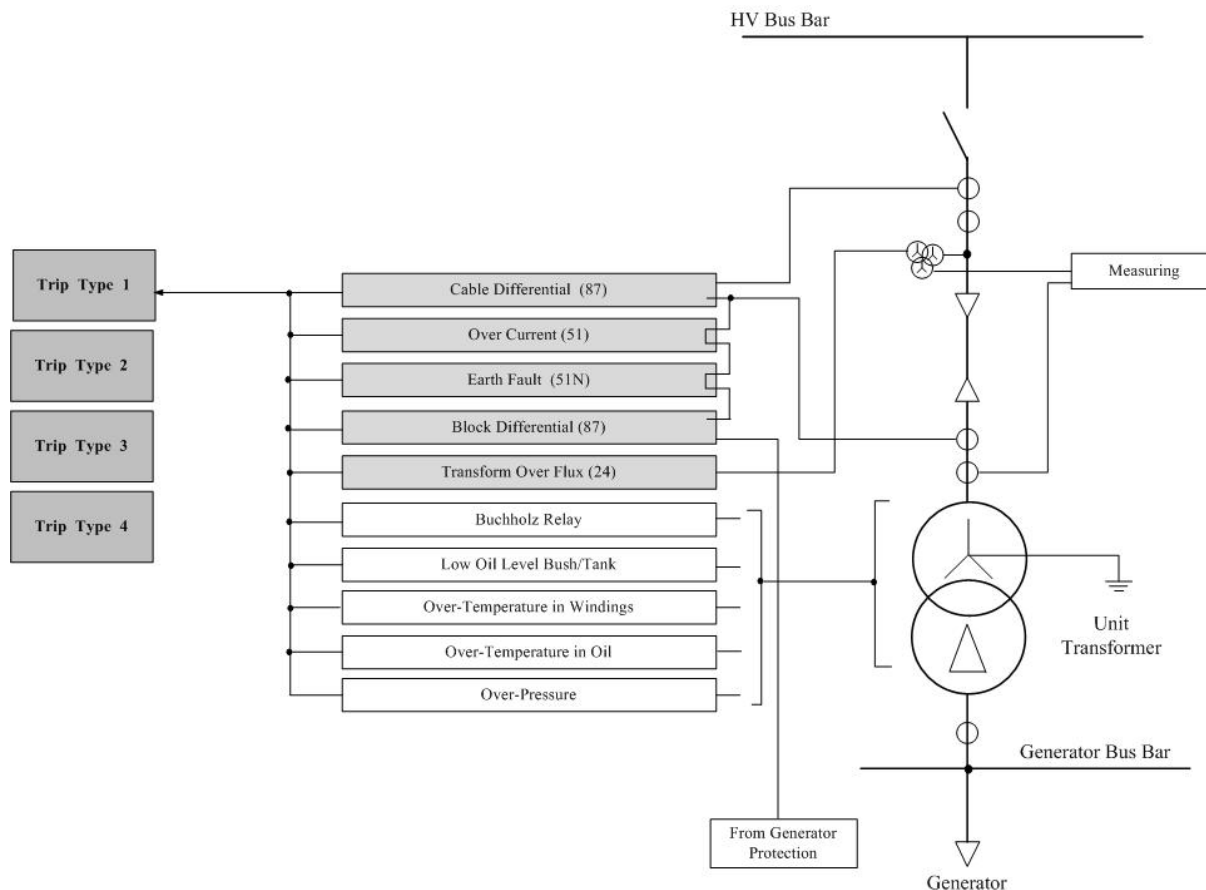 HV Bus Bar
Trip Type 1
Trip Type 2
Trip Type 3
Trip Type 4
Cable Differential (87)
Over Current (51)
Earth Fault (51N)
Block Differential (87)
Transform Over Flux (24)
Buchholz Relay
Low Oil Level Bush/Tank
Over-Temperature in Windings
Over-Temperature in Oil
Over-Pressure
Measuring
Unit
Transformer
Generator Bus Bar
From Generator
Protection
Generator